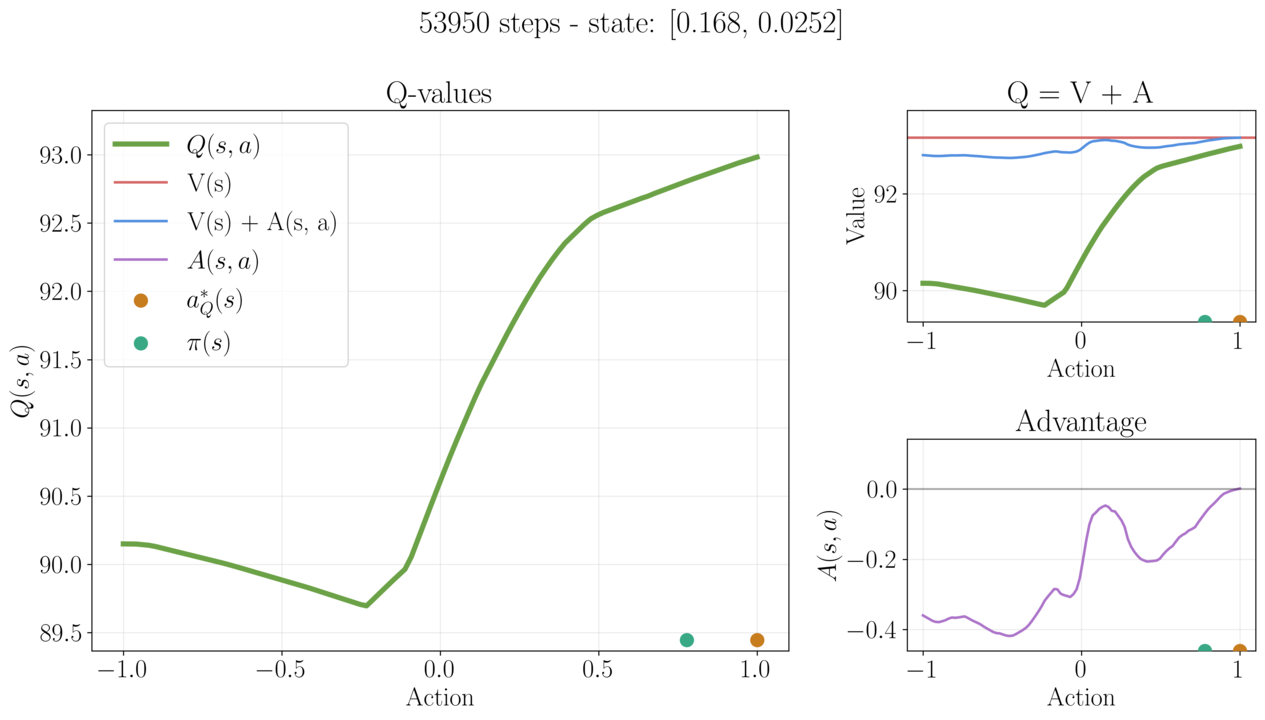 53950 steps - state: [0.168, 0.0252]
Q-values
Q(s, a)
93.0
92.5
92.0
91.5
91.0
90.5
90.0
89.5
−1.0
−0.5
0.0
0.5
1.0
Action
Q(s, a)
V(s)
V(s) + A(s, a)
A(s, a)
a*Q(s)
π(s)
Q = V + A
Value
92
90
−1
0
1
Action
Advantage
A(s, a)
0.0
−0.2
−0.4
−1
0
1
Action